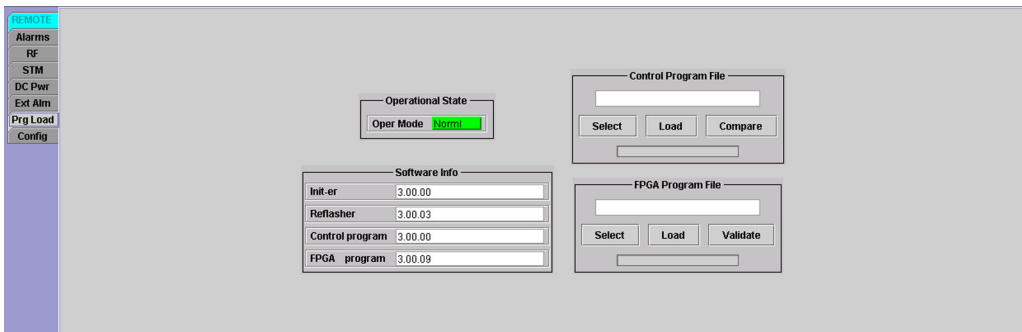 REMOTE
Alarms
RF
STM
DC Pwr
Ext Alm
Prg Load
Config
Operational State
Oper Mode Norml
Software Info
Init-er 3.00.00
Reflasher 3.00.03
Control program 3.00.00
FPGA program 3.00.09
Control Program File
Select Load Compare
FPGA Program File
Select Load Validate